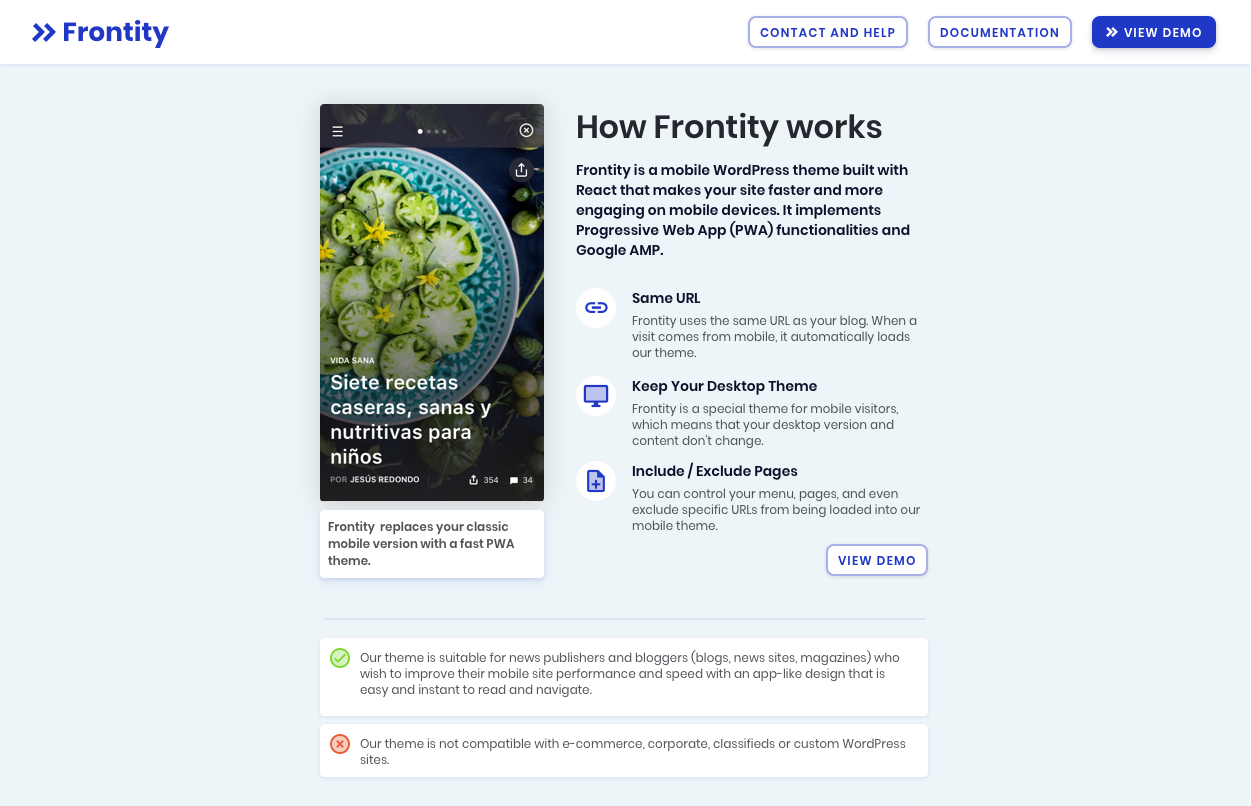 Frontity
CONTACT AND HELP
DOCUMENTATION
VIEW DEMO
VIDA SANA
Siete recetas
caseras, sanas y
nutritivas para
niños
POR JESÚS REDONDO
354
34
Frontity replaces your classic
mobile version with a fast PWA
theme.
How Frontity works
Frontity is a mobile WordPress theme built with
React that makes your site faster and more
engaging on mobile devices. It implements
Progressive Web App (PWA) functionalities and
Google AMP.
Same URL
Frontity uses the same URL as your blog. When a
visit comes from mobile, it automatically loads
our theme.
Keep Your Desktop Theme
Frontity is a special theme for mobile visitors,
which means that your desktop version and
content don't change.
Include / Exclude Pages
You can control your menu, pages, and even
exclude specific URLs from being loaded into our
mobile theme.
VIEW DEMO
Our theme is suitable for news publishers and bloggers (blogs, news sites, magazines) who
wish to improve their mobile site performance and speed with an app-like design that is
easy and instant to read and navigate.
Our theme is not compatible with e-commerce, corporate, classifieds or custom WordPress
sites.